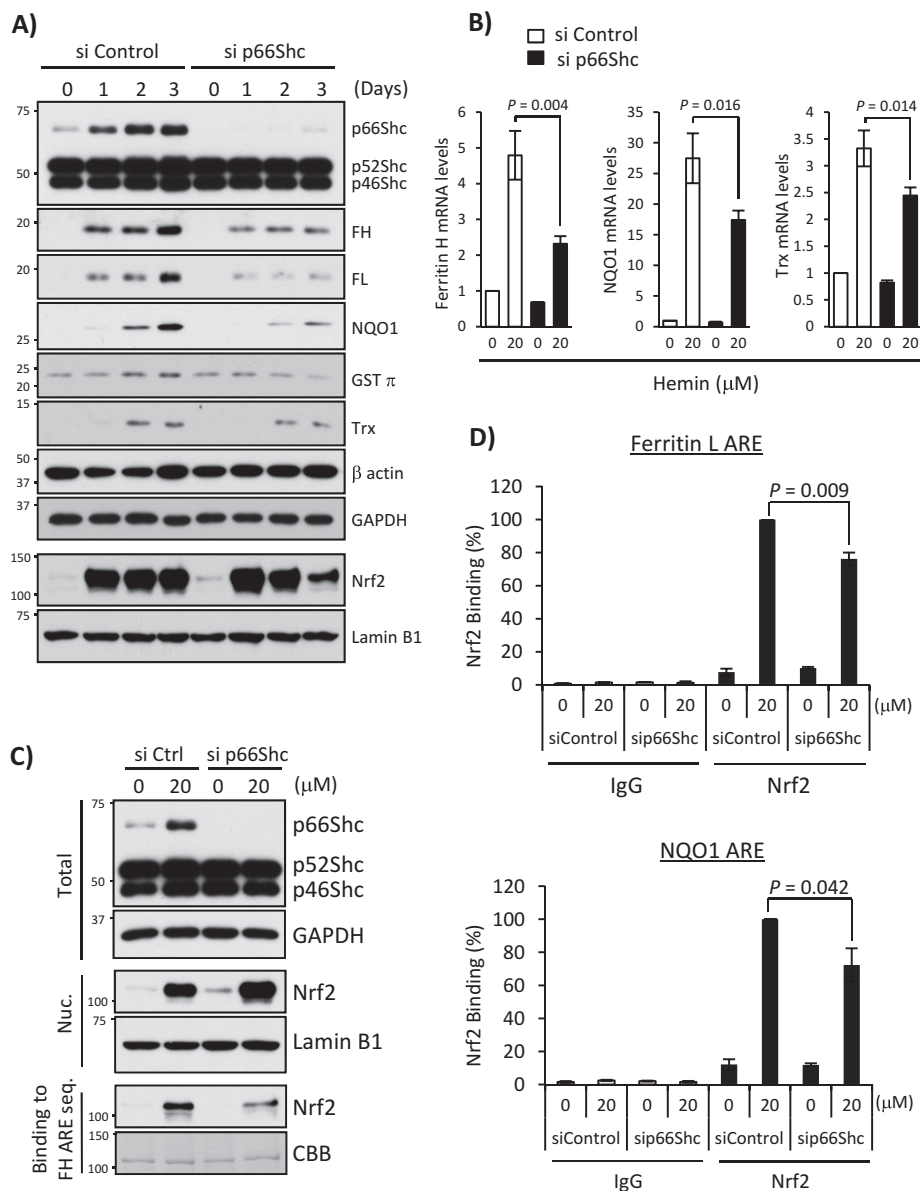 A)
si Control si p66Shc
0 1 2 3 0 1 2 3 (Days)
75
p66Shc
p52Shc
50
p46Shc
20
FH
20
FL
NQO1
25
25
GST π
20
Trx
50
β actin
37
37
GAPDH
150
Nrf2
100
75
Lamin B1
B)
si Control
si p66Shc
P = 0.004
Ferritin H mRNA levels
6
5
4
3
2
1
0
0 20 0 20
P = 0.016
NQO1 mRNA levels
35
30
25
20
15
10
5
0
0 20 0 20
P = 0.014
Trx mRNA levels
4
3.5
3
2.5
2
1.5
1
0.5
0
0 20 0 20
Hemin (μM)
C)
si Ctrl si p66Shc
0 20 0 20 (μM)
Total
75
p66Shc
p52Shc
50
p46Shc
37
GAPDH
Nuc.
Nrf2
100
75
Lamin B1
Binding to
FH ARE seq.
Nrf2
100
150
CBB
100
D)
Ferritin L ARE
P = 0.009
Nrf2 Binding (%)
120
100
80
60
40
20
0
0 20 0 20 0 20 0 20 (μM)
siControl sip66Shc siControl sip66Shc
IgG Nrf2
NQO1 ARE
P = 0.042
Nrf2 Binding (%)
120
100
80
60
40
20
0
0 20 0 20 0 20 0 20 (μM)
siControl sip66Shc siControl sip66Shc
IgG Nrf2